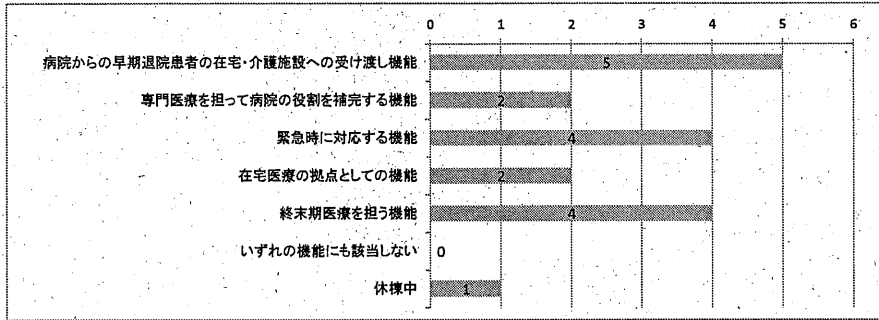 0 1 2 3 4 5 6
病院からの早期退院患者の在宅・介護施設への受け渡し機能 5
専門医療を担って病院の役割を補完する機能 2
緊急時に対応する機能 4
在宅医療の拠点としての機能 2
終末期医療を担う機能 4
いずれの機能にも該当しない 0
休棟中 1